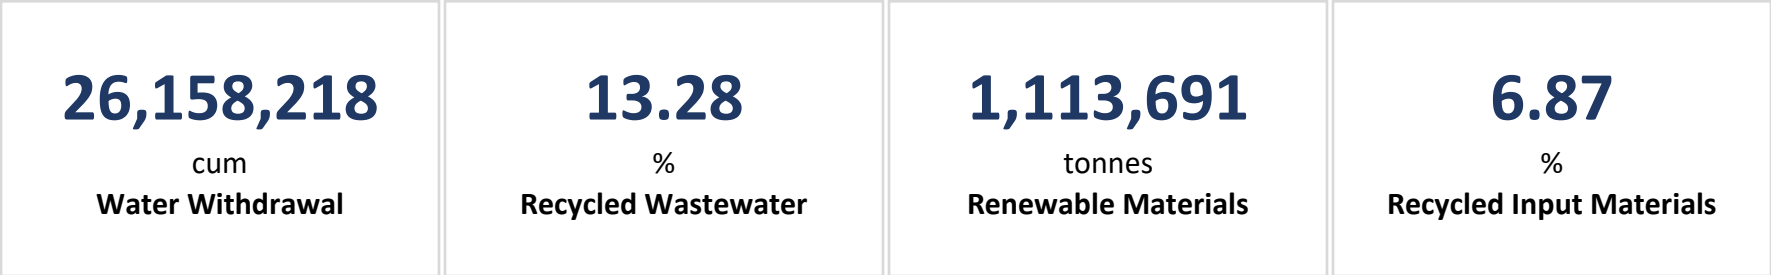 26,158,218
cum
Water Withdrawal
13.28
%
Recycled Wastewater
1,113,691
tonnes
Renewable Materials
6.87
%
Recycled Input Materials